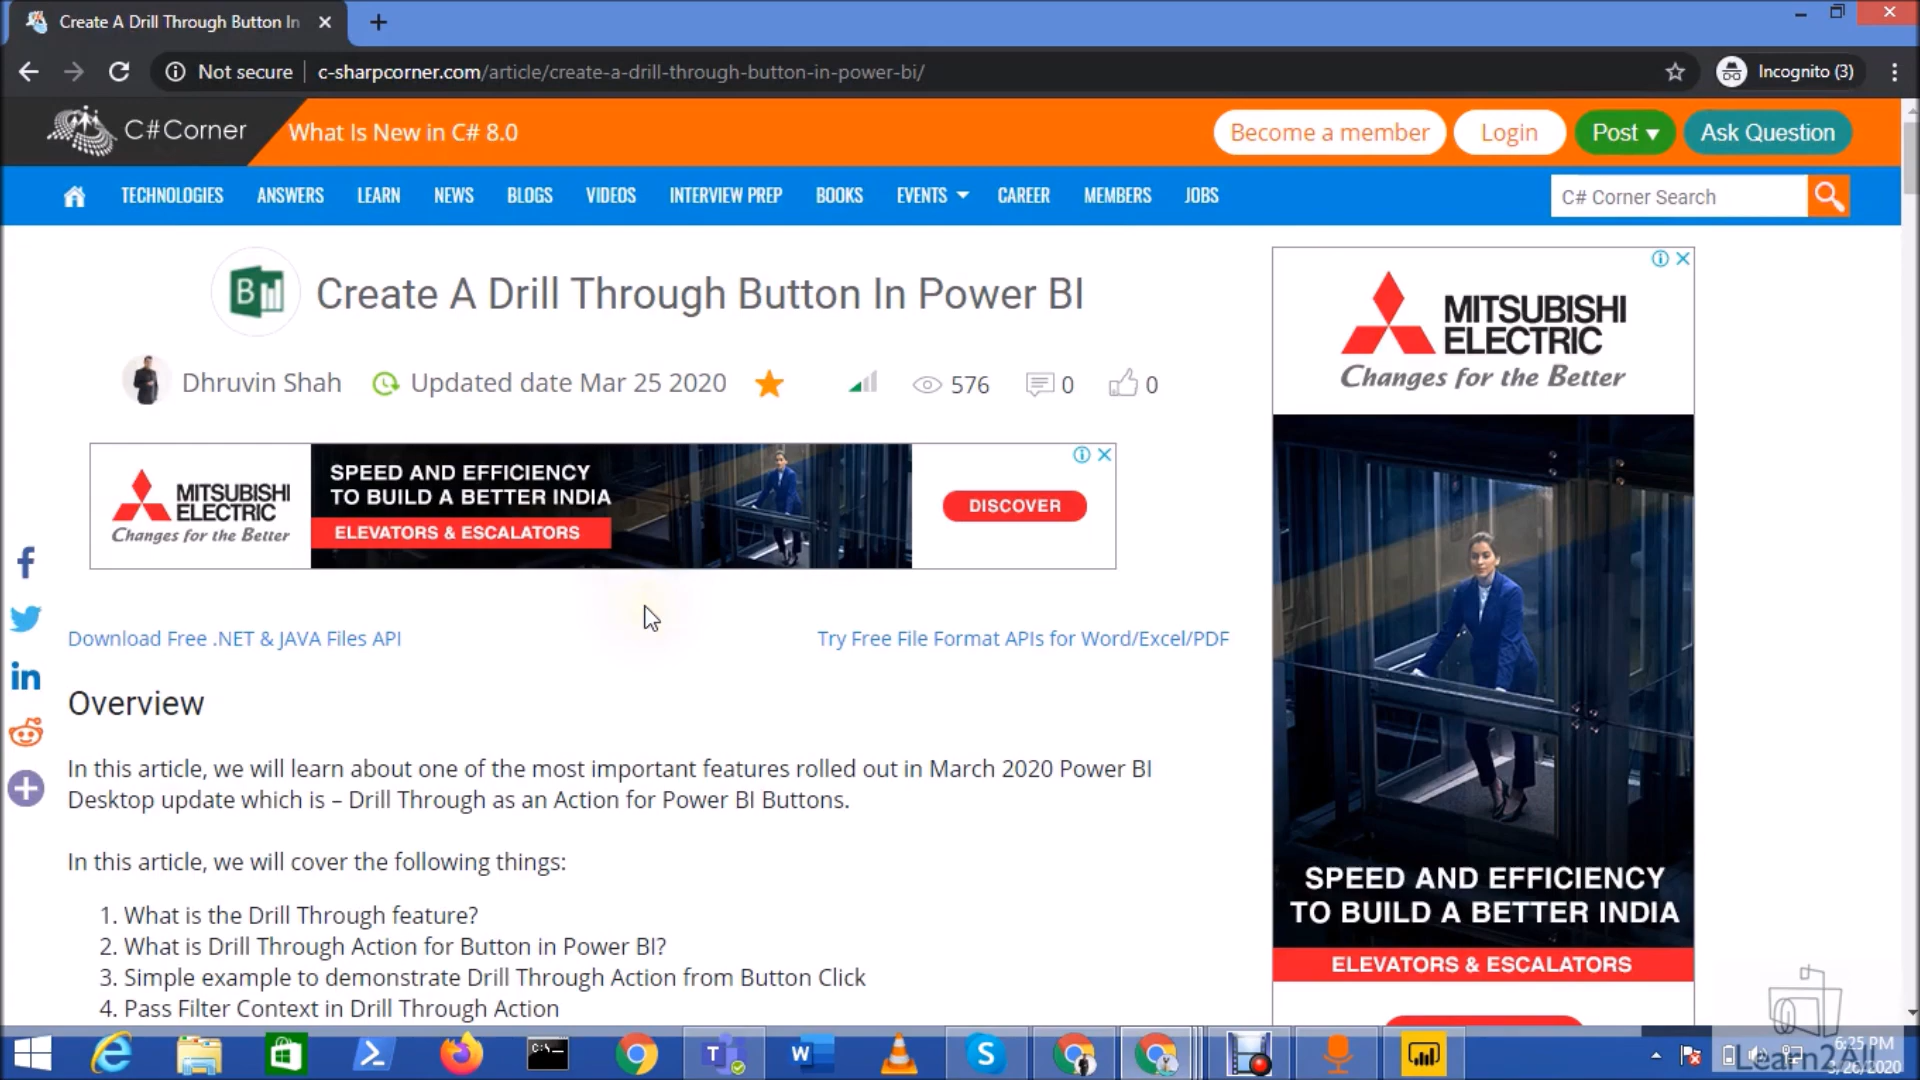 Create A Drill Through Button In
Not secure
c-sharpcorner.com/article/create-a-drill-through-button-in-power-bi/
Incognito (3)
C#Corner
What Is New in C# 8.0
Become a member
Login
Post
Ask Question
TECHNOLOGIES
ANSWERS
LEARN
NEWS
BLOGS
VIDEOS
INTERVIEW PREP
BOOKS
EVENTS
CAREER
MEMBERS
JOBS
C# Corner Search
Create A Drill Through Button In Power BI
Dhruvin Shah
Updated date Mar 25 2020
576
0
0
MITSUBISHI
ELECTRIC
Changes for the Better
SPEED AND EFFICIENCY
TO BUILD A BETTER INDIA
ELEVATORS & ESCALATORS
DISCOVER
Download Free .NET & JAVA Files API
Try Free File Format APIs for Word/Excel/PDF
Overview
In this article, we will learn about one of the most important features rolled out in March 2020 Power BI
Desktop update which is – Drill Through as an Action for Power BI Buttons.
In this article, we will cover the following things:
1. What is the Drill Through feature?
2. What is Drill Through Action for Button in Power BI?
3. Simple example to demonstrate Drill Through Action from Button Click
4. Pass Filter Context in Drill Through Action
MITSUBISHI
ELECTRIC
Changes for the Better
SPEED AND EFFICIENCY
TO BUILD A BETTER INDIA
ELEVATORS & ESCALATORS
6:25 PM
3/26/2020
Learn2All